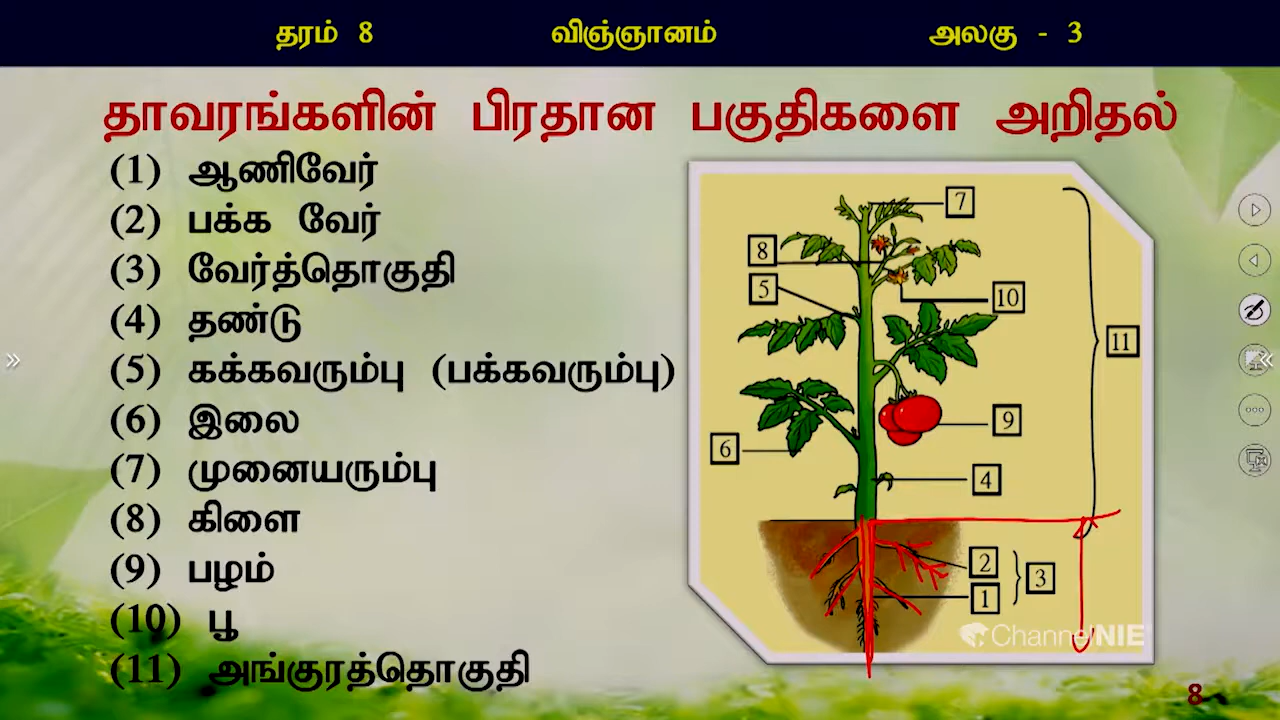 தரம் 8 விஞ்ஞானம் அலகு - 3
தாவரங்களின் பிரதான பகுதிகளை அறிதல்
(1) ஆணிவேர்
(2) பக்க வேர்
(3) வேர்த்தொகுதி
(4) தண்டு
(5) கக்கவரும்பு (பக்கவரும்பு)
(6) இலை
(7) முனையரும்பு
(8) கிளை
(9) பழம்
(10) பூ
(11) அங்குரத்தொகுதி
7
8
5
10
11
9
6
4
2
3
1
Channel NIE
8